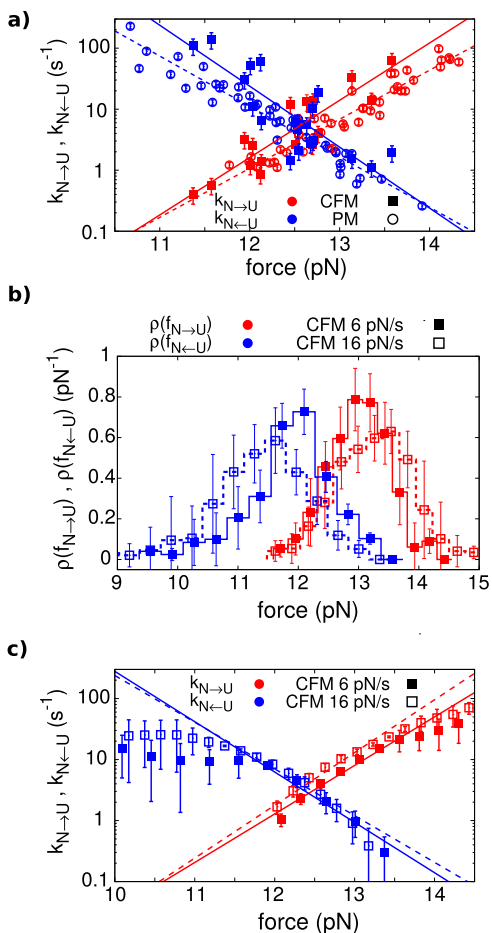 a)
k_{N→U} , k_{N←U} (s⁻¹)
100
10
1
0.1
k_{N→U} CFM
k_{N←U} PM
11 12 13 14
force (pN)
b)
ρ(f_{N→U}) CFM 6 pN/s
ρ(f_{N←U}) CFM 16 pN/s
ρ(f_{N→U}) , ρ(f_{N←U}) (pN⁻¹)
1
0.8
0.6
0.4
0.2
0
9 10 11 12 13 14 15
force (pN)
c)
k_{N→U} , k_{N←U} (s⁻¹)
k_{N→U} CFM 6 pN/s
k_{N←U} CFM 16 pN/s
100
10
1
0.1
10 11 12 13 14
force (pN)